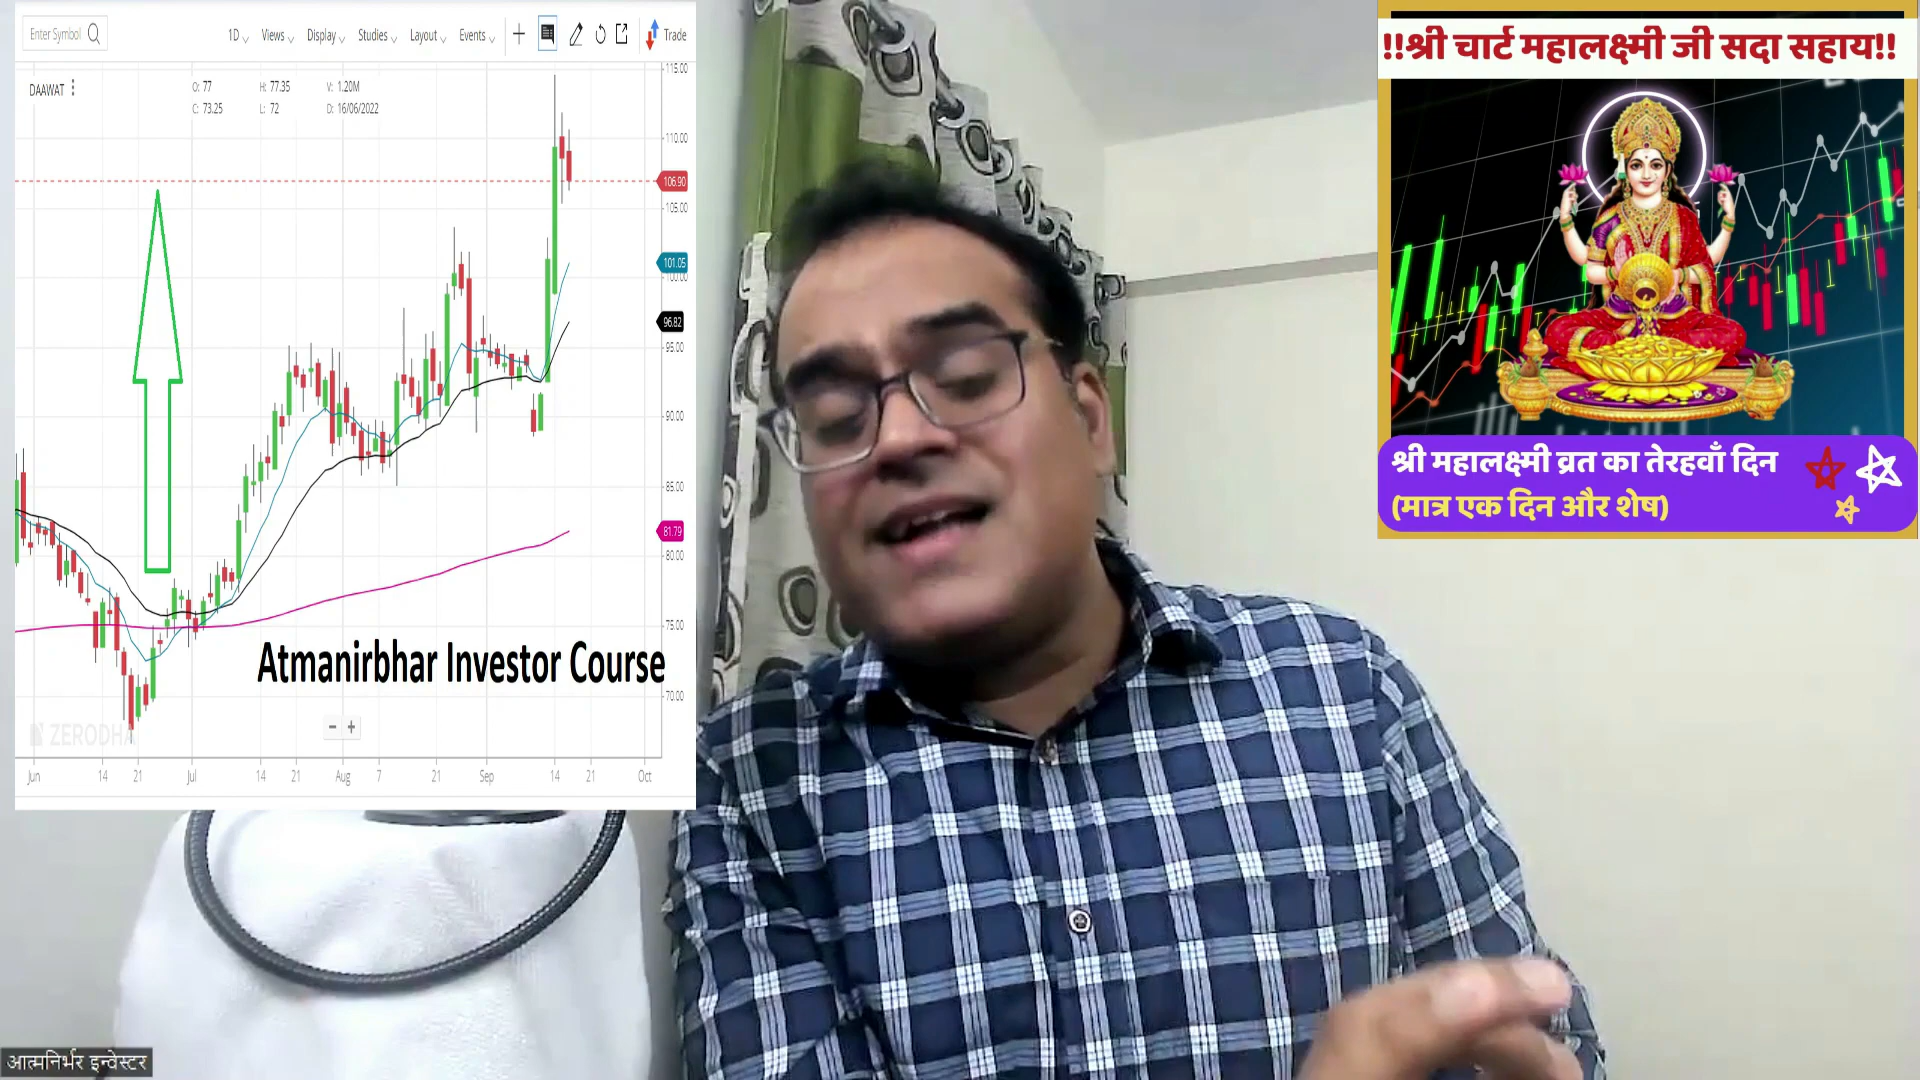 Enter Symbol
1D Views Display Studies Layout Events Trade
DAAWAT
O: 77 H: 77.35 V: 1.20M
C: 73.25 L: 72 D: 16/06/2022
115.00
110.00
106.90
105.00
101.05
100.00
96.82
95.00
90.00
85.00
81.79
80.00
75.00
70.00
Atmanirbhar Investor Course
ZERODHA
− +
Jun 14 21 Jul 14 21 Aug 7 21 Sep 14 21 Oct
!!श्री चार्ट महालक्ष्मी जी सदा सहाय!!
श्री महालक्ष्मी व्रत का तेरहवाँ दिन
(मात्र एक दिन और शेष)
आत्मनिर्भर इन्वेस्टर